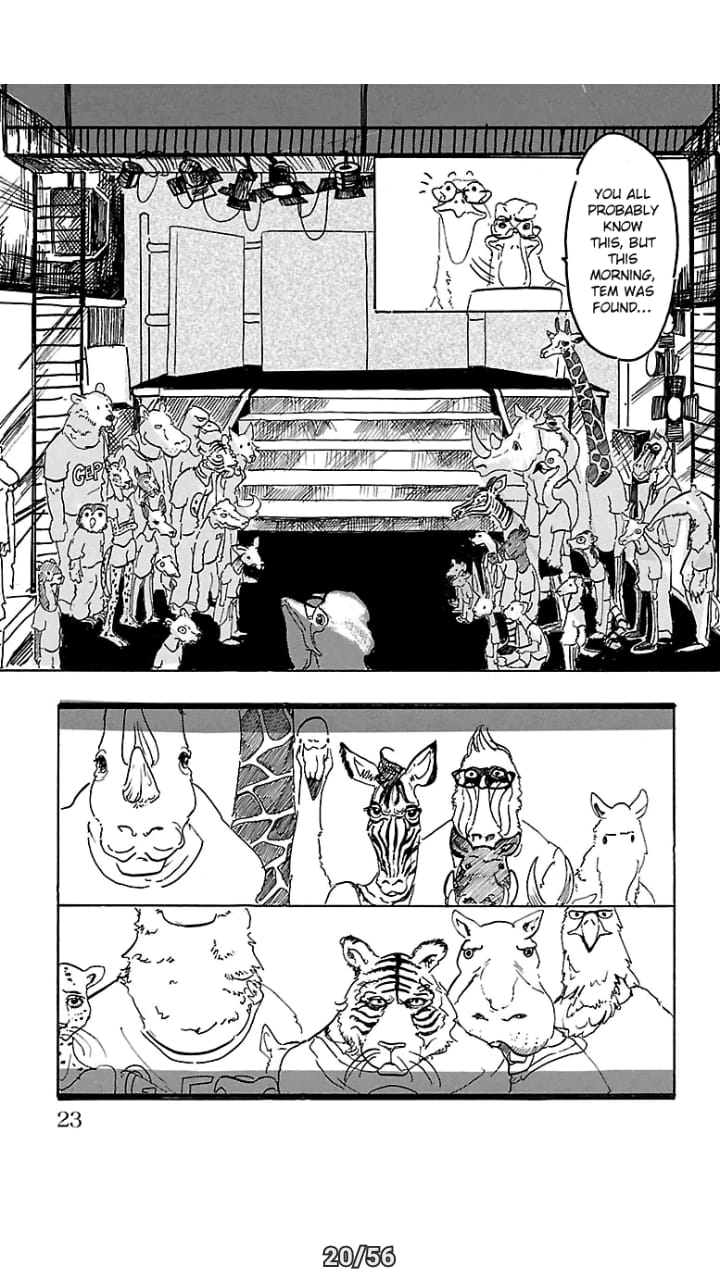 YOU ALL
PROBABLY
KNOW
THIS, BUT
THIS
MORNING,
TEM WAS
FOUND...
23
20/56